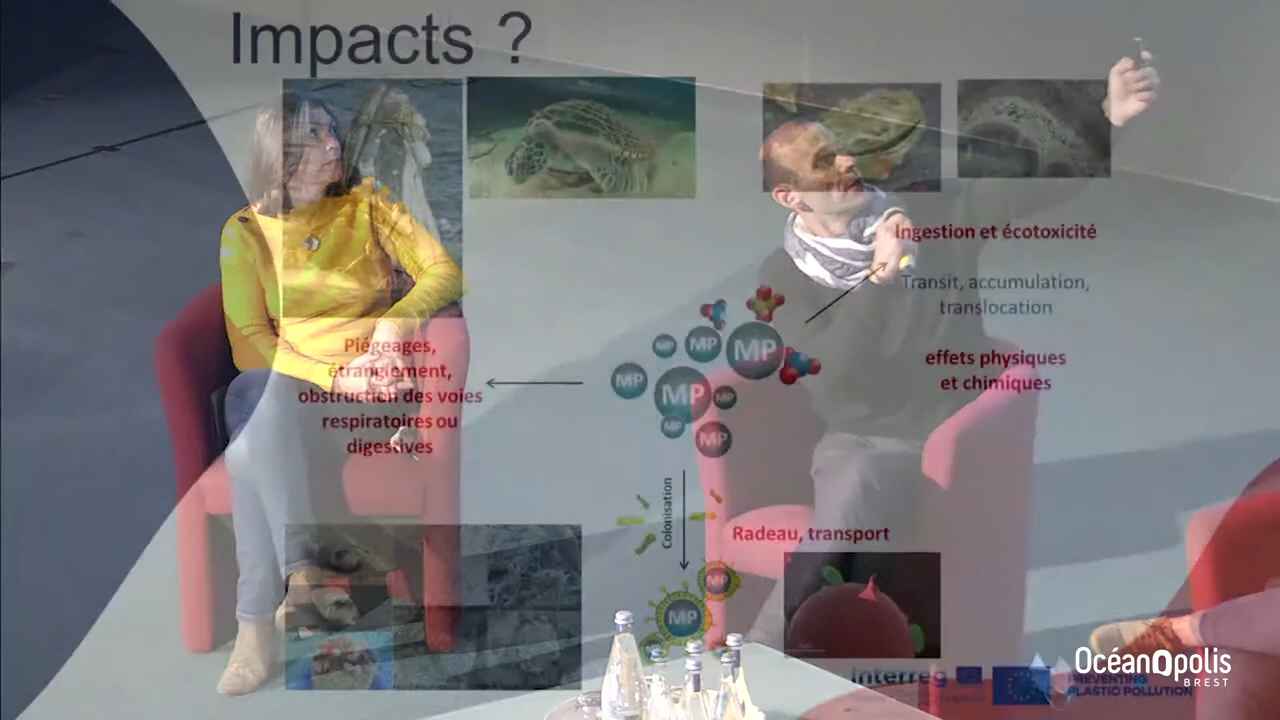 Impacts ?
Ingestion et écotoxicité
Transit, accumulation,
translocation
effets physiques
et chimiques
Piégeages,
étranglement,
obstruction des voies
respiratoires ou
digestives
MP
MP
MP
MP
MP
MP
MP
MP
Colonisation
Radeau, transport
MP
MP
Interreg
PREVENTING
PLASTIC POLLUTION
OcéanOpolis
BREST